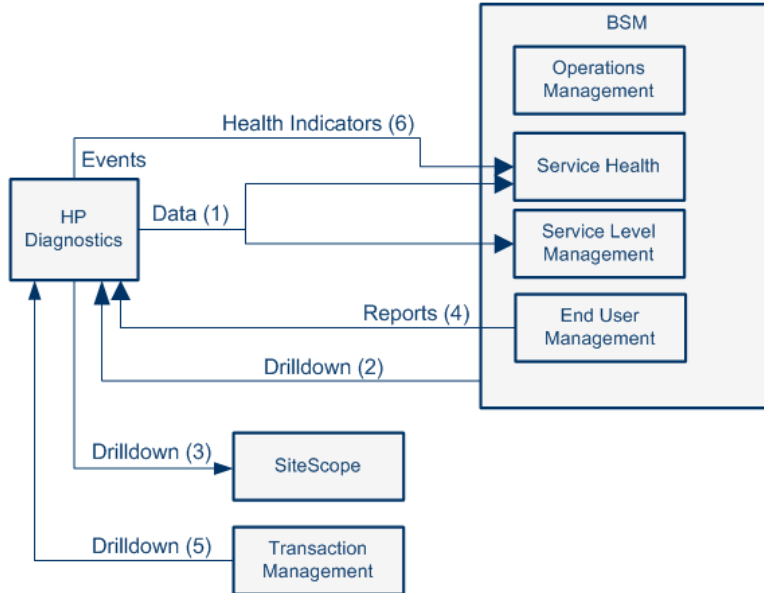 BSM
Operations
Management
Health Indicators (6)
Events
Service Health
HP
Diagnostics
Data (1)
Service Level
Management
Reports (4)
End User
Management
Drilldown (2)
Drilldown (3)
SiteScope
Drilldown (5)
Transaction
Management